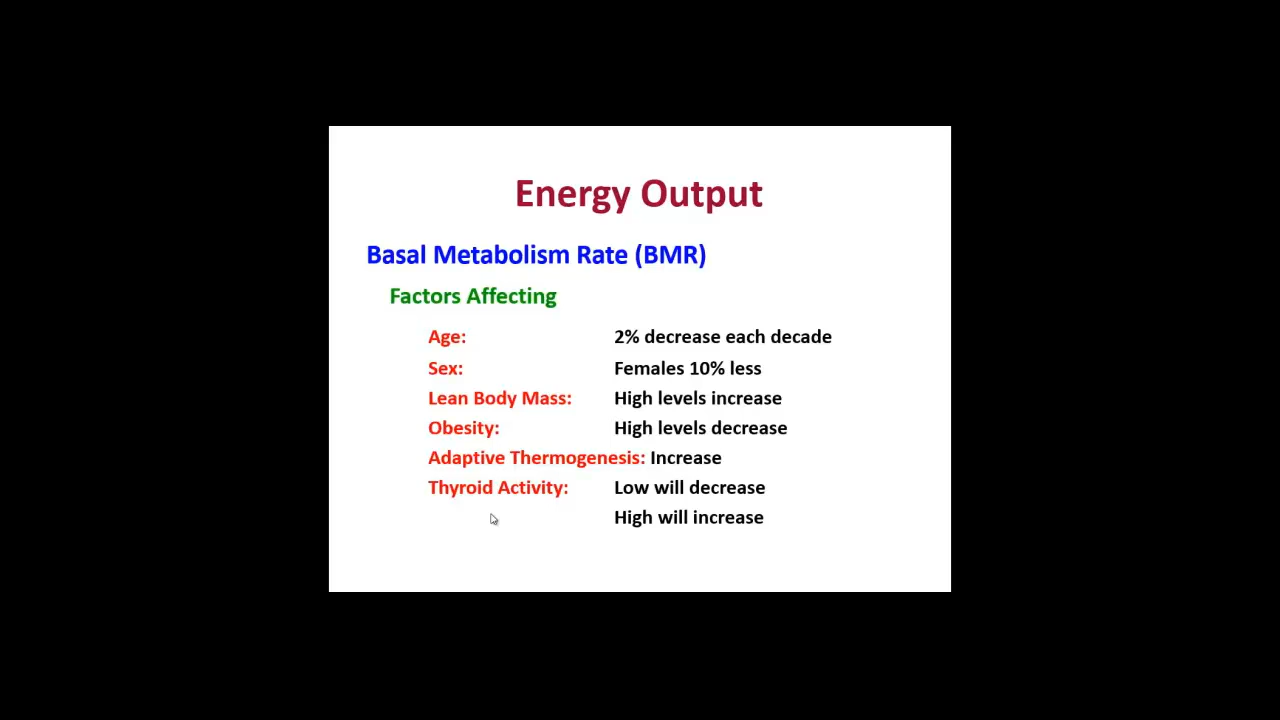 Energy Output
Basal Metabolism Rate (BMR)
Factors Affecting
Age: 2% decrease each decade
Sex: Females 10% less
Lean Body Mass: High levels increase
Obesity: High levels decrease
Adaptive Thermogenesis: Increase
Thyroid Activity: Low will decrease
High will increase